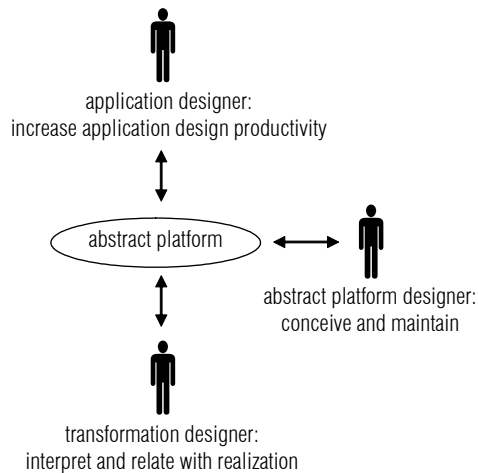 application designer:
increase application design productivity
abstract platform
abstract platform designer:
conceive and maintain
transformation designer:
interpret and relate with realization